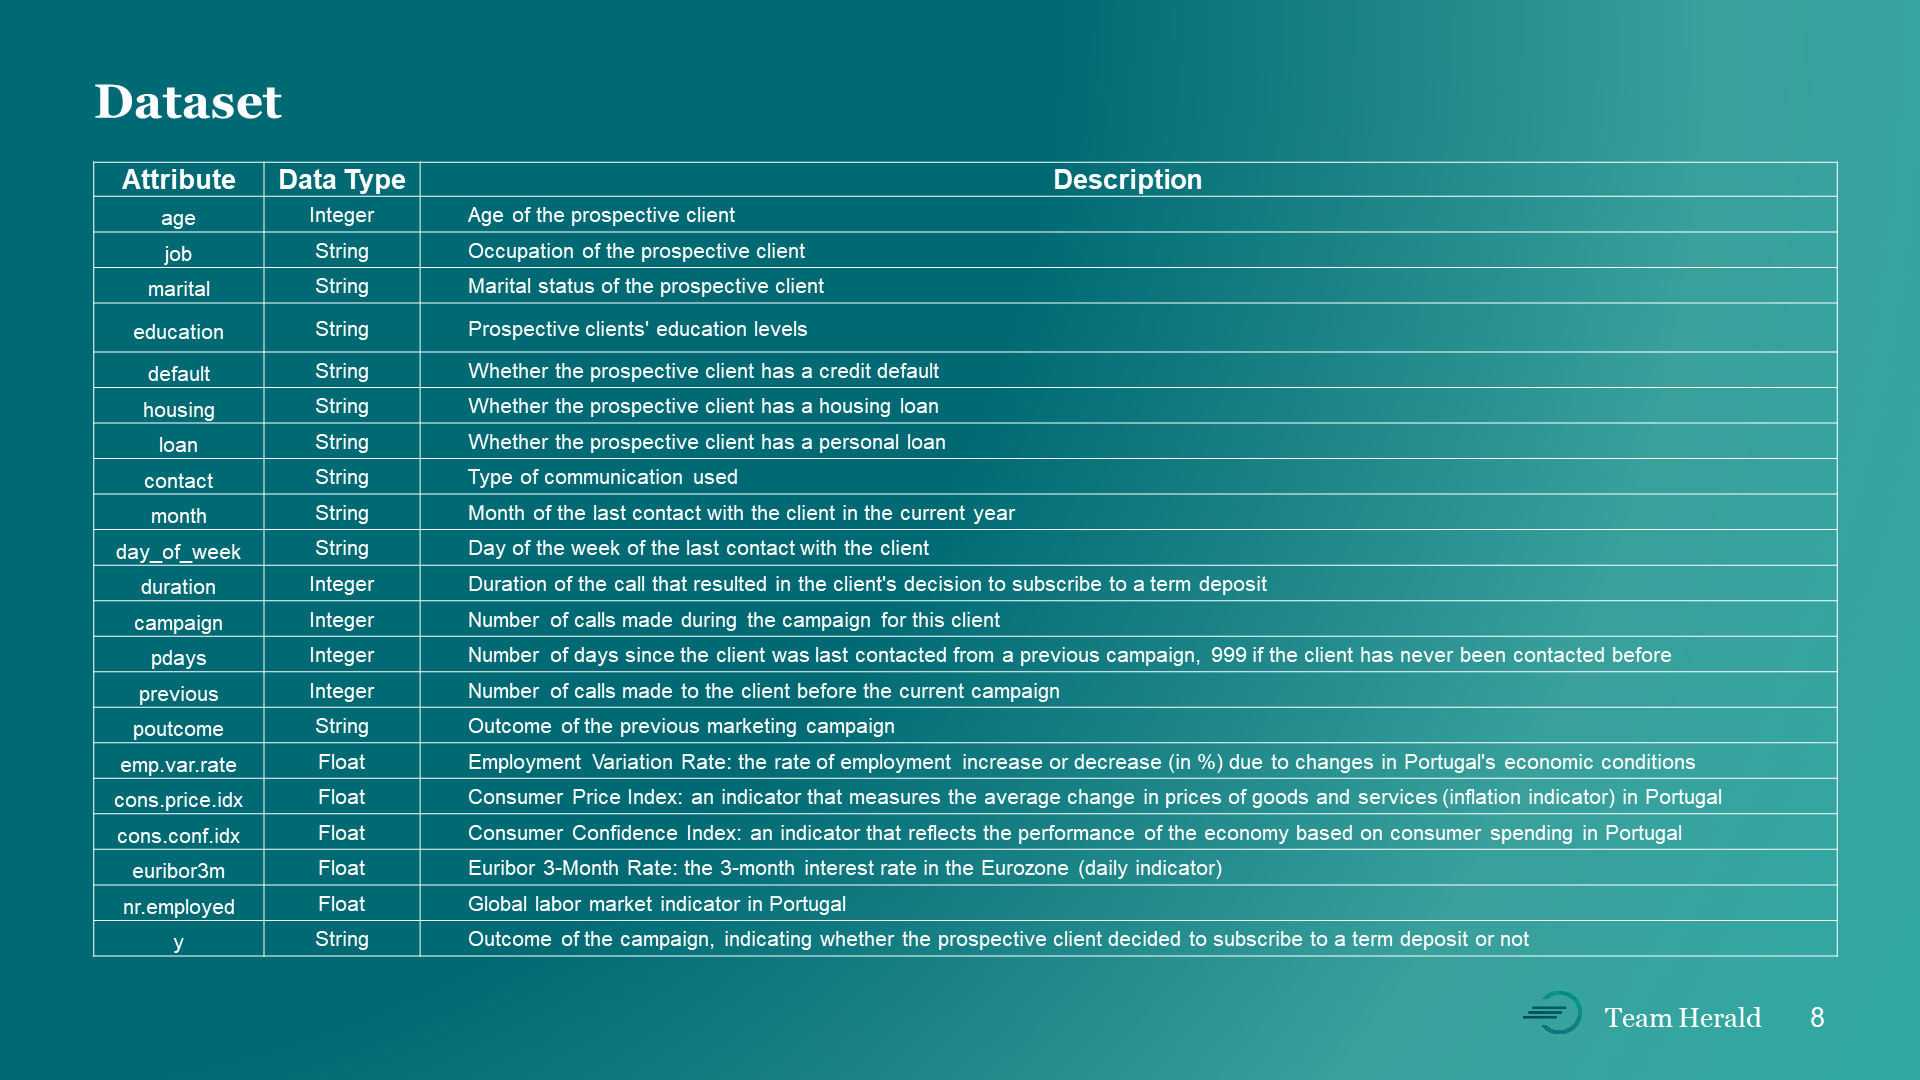 Dataset
Attribute Data Type Description
age Integer Age of the prospective client
job String Occupation of the prospective client
marital String Marital status of the prospective client
education String Prospective clients' education levels
default String Whether the prospective client has a credit default
housing String Whether the prospective client has a housing loan
loan String Whether the prospective client has a personal loan
contact String Type of communication used
month String Month of the last contact with the client in the current year
day_of_week String Day of the week of the last contact with the client
duration Integer Duration of the call that resulted in the client's decision to subscribe to a term deposit
campaign Integer Number of calls made during the campaign for this client
pdays Integer Number of days since the client was last contacted from a previous campaign, 999 if the client has never been contacted before
previous Integer Number of calls made to the client before the current campaign
poutcome String Outcome of the previous marketing campaign
emp.var.rate Float Employment Variation Rate: the rate of employment increase or decrease (in %) due to changes in Portugal's economic conditions
cons.price.idx Float Consumer Price Index: an indicator that measures the average change in prices of goods and services (inflation indicator) in Portugal
cons.conf.idx Float Consumer Confidence Index: an indicator that reflects the performance of the economy based on consumer spending in Portugal
euribor3m Float Euribor 3-Month Rate: the 3-month interest rate in the Eurozone (daily indicator)
nr.employed Float Global labor market indicator in Portugal
y String Outcome of the campaign, indicating whether the prospective client decided to subscribe to a term deposit or not
Team Herald 8